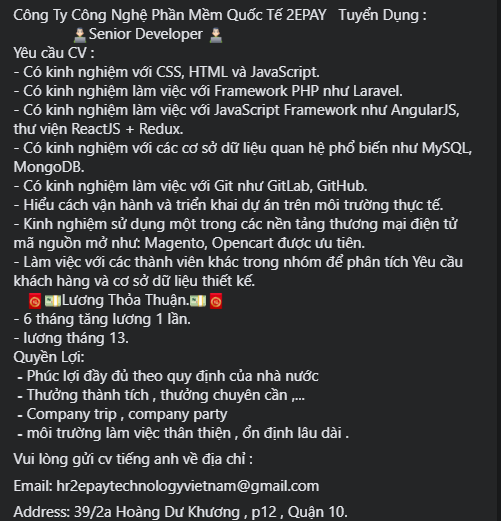 Công Ty Công Nghệ Phần Mềm Quốc Tế 2EPAY   Tuyển Dụng :
👨‍💻Senior Developer 👨‍💻
Yêu cầu CV :
- Có kinh nghiệm với CSS, HTML và JavaScript.
- Có kinh nghiệm làm việc với Framework PHP như Laravel.
- Có kinh nghiệm làm việc với JavaScript Framework như AngularJS,
thư viện ReactJS + Redux.
- Có kinh nghiệm với các cơ sở dữ liệu quan hệ phổ biến như MySQL,
MongoDB.
- Có kinh nghiệm làm việc với Git như GitLab, GitHub.
- Hiểu cách vận hành và triển khai dự án trên môi trường thực tế.
- Kinh nghiệm sử dụng một trong các nền tảng thương mại điện tử
mã nguồn mở như: Magento, Opencart được ưu tiên.
- Làm việc với các thành viên khác trong nhóm để phân tích Yêu cầu
khách hàng và cơ sở dữ liệu thiết kế.
🧧💵Lương Thỏa Thuận.💵🧧
- 6 tháng tăng lương 1 lần.
- lương tháng 13.
Quyền Lợi:
- Phúc lợi đầy đủ theo quy định của nhà nước
- Thưởng thành tích , thưởng chuyên cần ,...
- Company trip , company party
- môi trường làm việc thân thiện , ổn định lâu dài .
Vui lòng gửi cv tiếng anh về địa chỉ :
Email: hr2epaytechnologyvietnam@gmail.com
Address: 39/2a Hoàng Dư Khương , p12 , Quận 10.